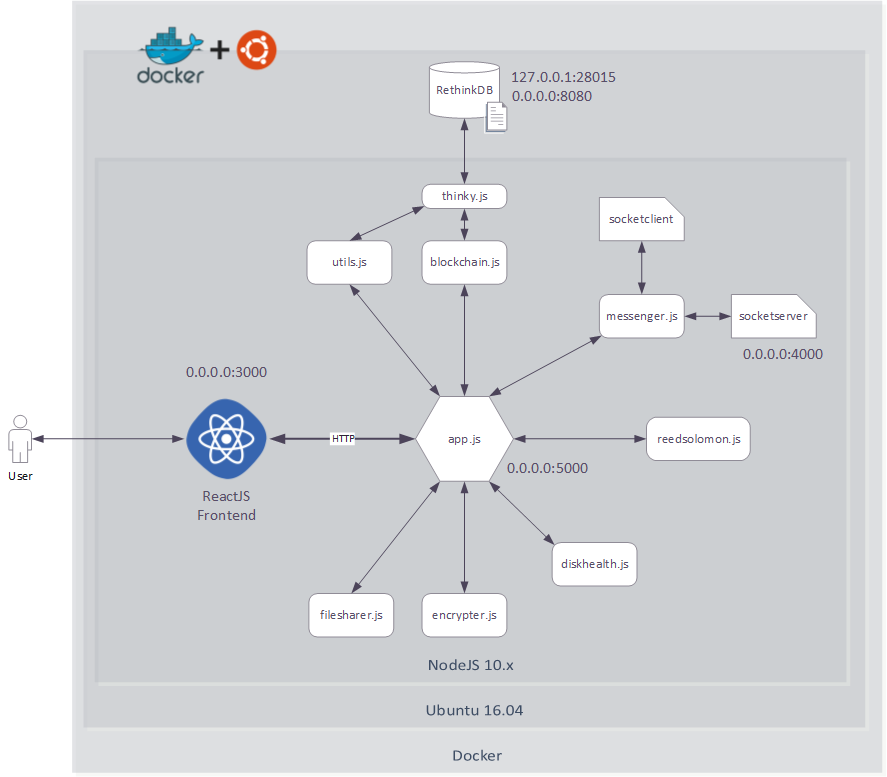 docker
RethinkDB
127.0.0.1:28015
0.0.0.0:8080
thinky.js
socketclient
utils.js
blockchain.js
messenger.js
socketserver
0.0.0.0:4000
0.0.0.0:3000
HTTP
app.js
reedsolomon.js
0.0.0.0:5000
User
ReactJS
Frontend
diskhealth.js
filesharer.js
encrypter.js
NodeJS 10.x
Ubuntu 16.04
Docker